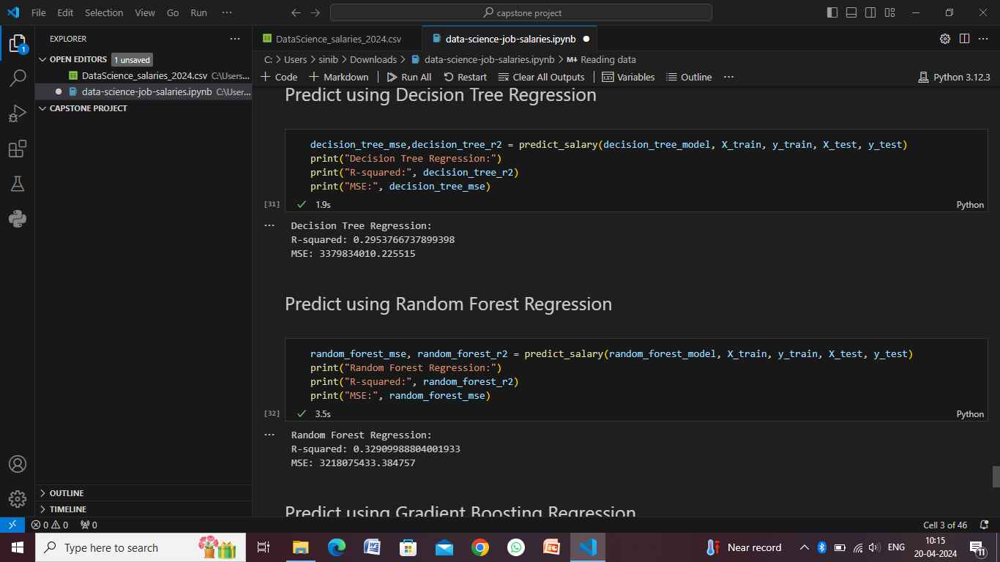 File Edit Selection View Go Run ···
capstone project
EXPLORER ···
OPEN EDITORS 1 unsaved
DataScience_salaries_2024.csv C:\Users...
data-science-job-salaries.ipynb C:\User...
CAPSTONE PROJECT
OUTLINE
TIMELINE
1
DataScience_salaries_2024.csv
data-science-job-salaries.ipynb
C: > Users > sinib > Downloads > data-science-job-salaries.ipynb > M↓ Reading data
+ Code + Markdown | Run All Restart Clear All Outputs | Variables Outline ···
Python 3.12.3
Predict using Decision Tree Regression
decision_tree_mse,decision_tree_r2 = predict_salary(decision_tree_model, X_train, y_train, X_test, y_test)
print("Decision Tree Regression:")
print("R-squared:", decision_tree_r2)
print("MSE:", decision_tree_mse)
[31] ✓ 1.9s Python
··· Decision Tree Regression:
R-squared: 0.2953766737899398
MSE: 3379834010.225515
Predict using Random Forest Regression
random_forest_mse, random_forest_r2 = predict_salary(random_forest_model, X_train, y_train, X_test, y_test)
print("Random Forest Regression:")
print("R-squared:", random_forest_r2)
print("MSE:", random_forest_mse)
[32] ✓ 3.5s Python
··· Random Forest Regression:
R-squared: 0.32909988804001933
MSE: 3218075433.384757
Predict using Gradient Boosting Regression
0 0 0
Cell 3 of 46
Type here to search
Near record
ENG
10:15
20-04-2024
11